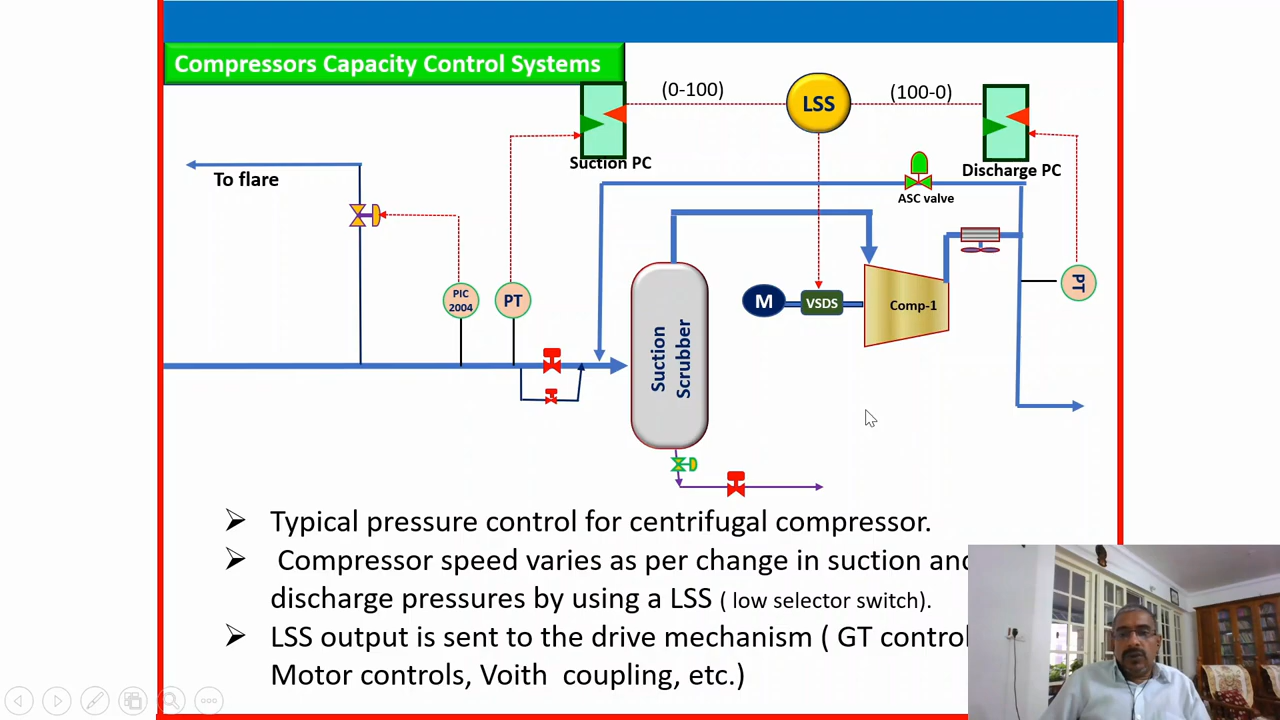 Compressors Capacity Control Systems
(0-100)
LSS
(100-0)
Suction PC
Discharge PC
To flare
ASC valve
PIC
2004
PT
M
VSDS
Comp-1
PT
Suction
Scrubber
Typical pressure control for centrifugal compressor.
Compressor speed varies as per change in suction and
discharge pressures by using a LSS ( low selector switch).
LSS output is sent to the drive mechanism ( GT control
Motor controls, Voith coupling, etc.)